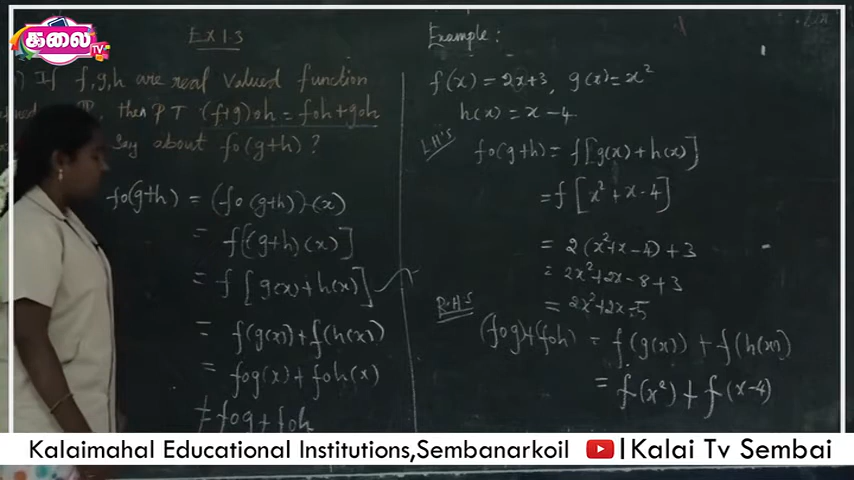 கலை TV
Ex 1.3
If f,g,h are real valued function
R, then PT (f+g)oh = foh+goh
Say about fo(g+h) ?
fo(g+h) = (fo(g+h))(x)
= f[(g+h)(x)]
= f[g(x)+h(x)]
= f(g(x))+f(h(x))
= fog(x)+foh(x)
≠ fog+foh
Example:
f(x) = 2x+3, g(x)=x²
h(x) = x-4
LHS
fo(g+h) = f[g(x)+h(x)]
= f[x²+x-4]
= 2(x²+x-4)+3
= 2x²+2x-8+3
= 2x²+2x-5
R.H.S
(fog)+(foh) = f(g(x)) + f(h(x))
= f(x²) + f(x-4)
Kalaimahal Educational Institutions,Sembanarkoil
|Kalai Tv Sembai